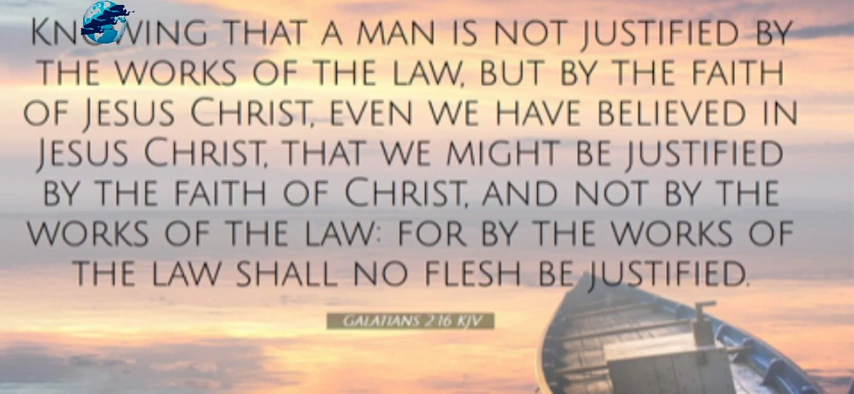 Knowing that a man is not justified by
the works of the law, but by the faith
of Jesus Christ, even we have believed in
Jesus Christ, that we might be justified
by the faith of Christ, and not by the
works of the law: for by the works of
the law shall no flesh be justified.
GALATIANS 2:16 KJV